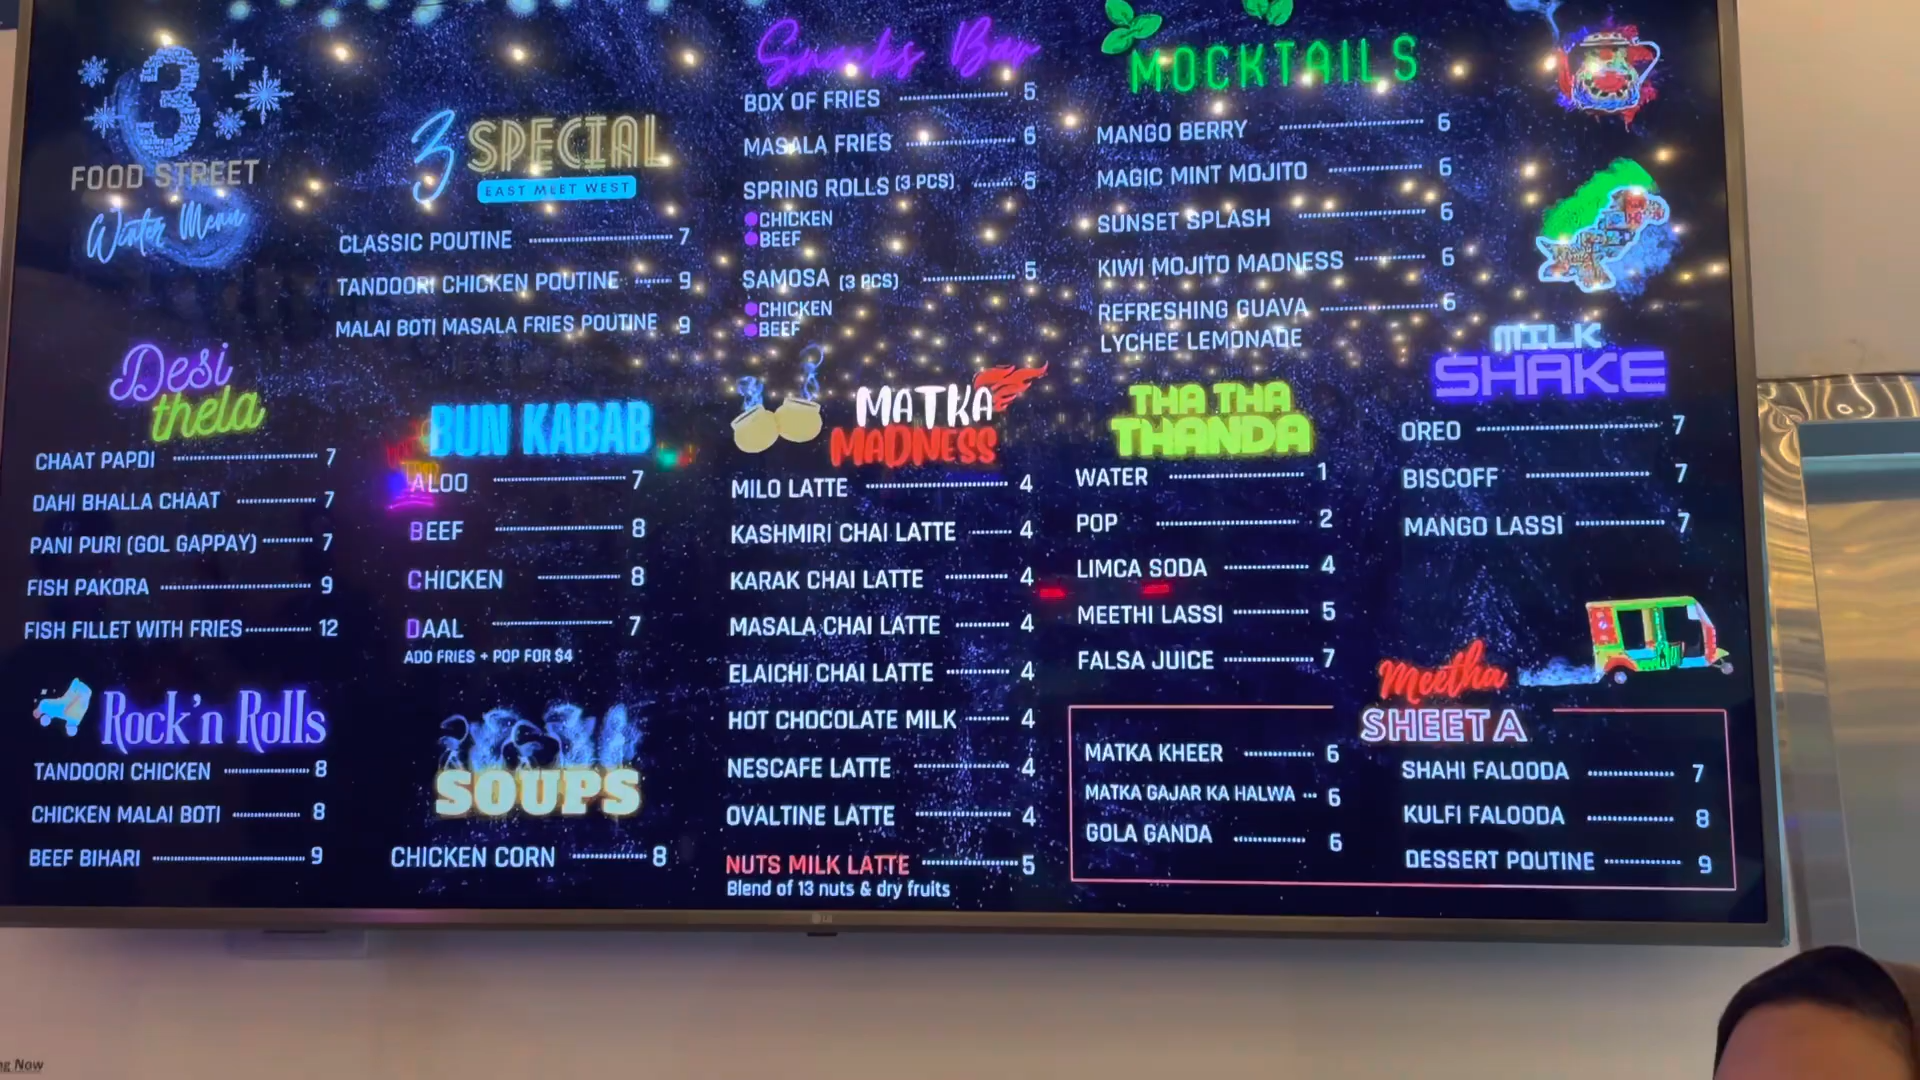 3
FOOD STREET
Winter Menu
3 SPECIAL
EAST MEET WEST
CLASSIC POUTINE 7
TANDOORI CHICKEN POUTINE 9
MALAI BOTI MASALA FRIES POUTINE 9
Snacks Bar
BOX OF FRIES 5
MASALA FRIES 6
SPRING ROLLS (3 PCS) 5
CHICKEN
BEEF
SAMOSA (3 PCS) 5
CHICKEN
BEEF
MOCKTAILS
MANGO BERRY 6
MAGIC MINT MOJITO 6
SUNSET SPLASH 6
KIWI MOJITO MADNESS 6
REFRESHING GUAVA 6
LYCHEE LEMONADE
Desi
thela
CHAAT PAPDI 7
DAHI BHALLA CHAAT 7
PANI PURI (GOL GAPPAY) 7
FISH PAKORA 9
FISH FILLET WITH FRIES 12
BUN KABAB
ALOO 7
BEEF 8
CHICKEN 8
DAAL 7
ADD FRIES + POP FOR $4
MATKA
MADNESS
MILO LATTE 4
KASHMIRI CHAI LATTE 4
KARAK CHAI LATTE 4
MASALA CHAI LATTE 4
ELAICHI CHAI LATTE 4
HOT CHOCOLATE MILK 4
NESCAFE LATTE 4
OVALTINE LATTE 4
NUTS MILK LATTE 5
Blend of 13 nuts & dry fruits
THA THA
THANDA
WATER 1
POP 2
LIMCA SODA 4
MEETHI LASSI 5
FALSA JUICE 7
MILK
SHAKE
OREO 7
BISCOFF 7
MANGO LASSI 7
Rock'n Rolls
TANDOORI CHICKEN 8
CHICKEN MALAI BOTI 8
BEEF BIHARI 9
SOUPS
CHICKEN CORN 8
Meetha
SHEETA
MATKA KHEER 6
MATKA GAJAR KA HALWA 6
GOLA GANDA 6
SHAHI FALOODA 7
KULFI FALOODA 8
DESSERT POUTINE 9
LG
Now